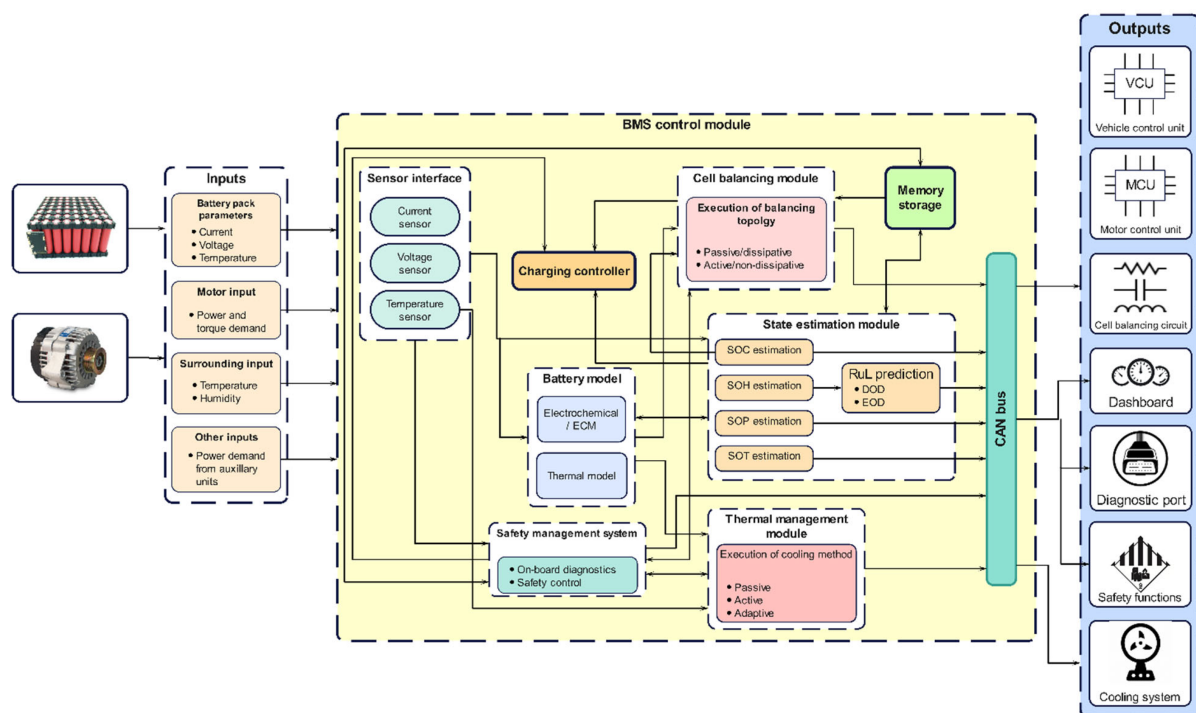 Outputs
VCU
Vehicle control unit
MCU
Motor control unit
Cell balancing circuit
Dashboard
Diagnostic port
9
Safety functions
Cooling system
BMS control module
Inputs
Battery pack
parameters
• Current
• Voltage
• Temperature
Motor input
• Power and
torque demand
Surrounding input
• Temperature
• Humidity
Other inputs
• Power demand
from auxillary
units
Sensor interface
Current
sensor
Voltage
sensor
Temperature
sensor
Charging controller
Cell balancing module
Execution of balancing
topolgy
• Passive/dissipative
• Active/non-dissipative
Memory
storage
State estimation module
SOC estimation
SOH estimation
RuL prediction
• DOD
• EOD
SOP estimation
SOT estimation
Battery model
Electrochemical
/ ECM
Thermal model
Safety management system
• On-board diagnostics
• Safety control
Thermal management
module
Execution of cooling method
• Passive
• Active
• Adaptive
CAN bus